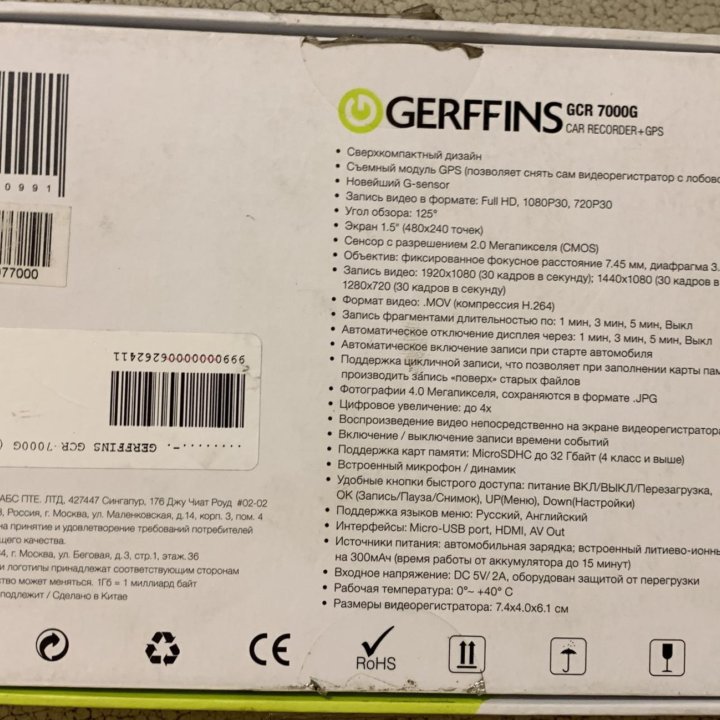 GERFFINS GCR 7000G
CAR RECORDER+GPS
• Сверхкомпактный дизайн
• Съемный модуль GPS (позволяет снять сам видеорегистратор с лобово
• Новейший G-sensor
• Запись видео в формате: Full HD, 1080P30, 720P30
• Угол обзора: 125°
• Экран 1.5" (480x240 точек)
• Сенсор с разрешением 2.0 Мегапикселя (CMOS)
• Объектив: фиксированное фокусное расстояние 7.45 мм, диафрагма 3.
• Запись видео: 1920x1080 (30 кадров в секунду); 1440x1080 (30 кадров в
1280x720 (30 кадров в секунду)
• Формат видео: .MOV (компрессия H.264)
• Запись фрагментами длительностью по: 1 мин, 3 мин, 5 мин, Выкл
• Автоматическое отключение дисплея через: 1 мин, 3 мин, 5 мин, Выкл
• Автоматическое включение записи при старте автомобиля
• Поддержка цикличной записи, что позволяет при заполнении карты пам
производить запись «поверх» старых файлов
• Фотографии 4.0 Мегапикселя, сохраняются в формате .JPG
• Цифровое увеличение: до 4x
• Воспроизведение видео непосредственно на экране видеорегистратора
• Включение / выключение записи времени событий
• Поддержка карт памяти: MicroSDHC до 32 Гбайт (4 класс и выше)
• Встроенный микрофон / динамик
• Удобные кнопки быстрого доступа: питание ВКЛ/ВЫКЛ/Перезагрузка,
OK (Запись/Пауза/Снимок), UP(Меню), Down(Настройки)
• Поддержка языков меню: Русский, Английский
• Интерфейсы: Micro-USB port, HDMI, AV Out
• Источники питания: автомобильная зарядка; встроенный литиево-ионны
на 300мАч (время работы от аккумулятора до 15 минут)
• Входное напряжение: DC 5V/ 2A, оборудован защитой от перегрузки
• Рабочая температура: 0°~ +40° C
• Размеры видеорегистратора: 7.4x4.0x6.1 см
0991
77000
9990000000062622411
GERFFINS GCR-7000G (
АБС ПТЕ. ЛТД, 427447 Сингапур, 176 Джу Чиат Роуд #02-02
, Россия, г. Москва, ул. Маленковская, д.14, корп. 3, пом. 4
на принятие и удовлетворение требований потребителей
щего качества.
4, г. Москва, ул. Беговая, д.3, стр.1, этаж.36
и логотипы принадлежат соответствующим сторонам
ство может меняться. 1Гб = 1 миллиард байт
подлежит / Сделано в Китае
CE
RoHS